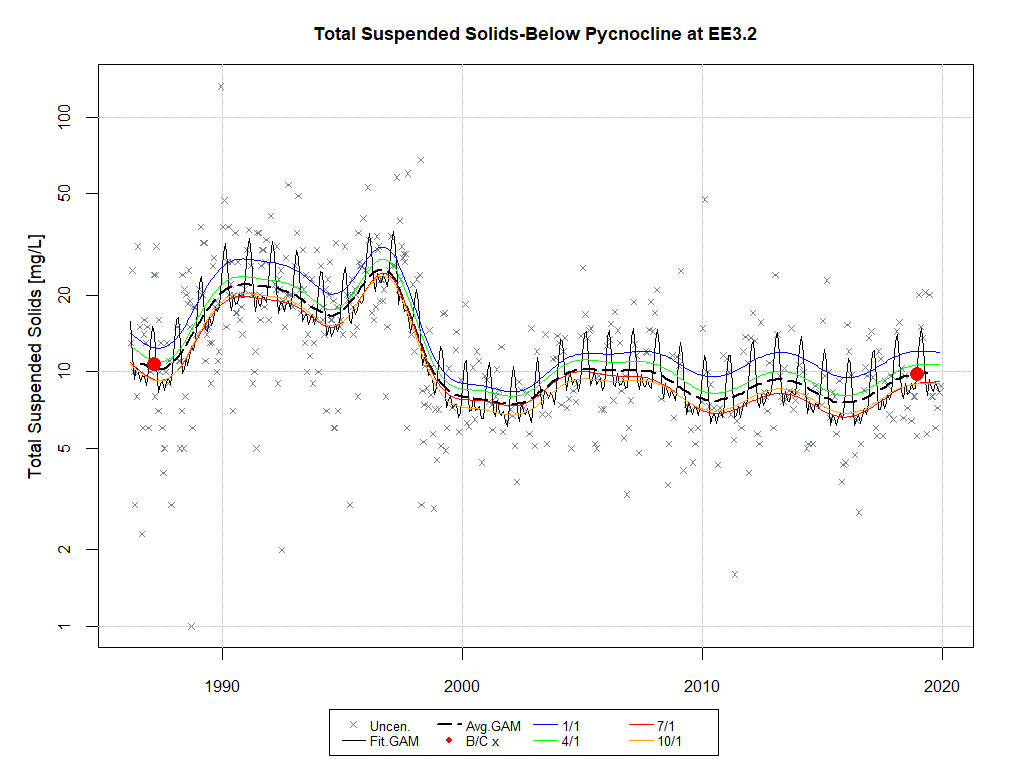 Total Suspended Solids-Below Pycnocline at EE3.2
Total Suspended Solids [mg/L]
100
50
20
10
5
2
1
1990 2000 2010 2020
Uncen. Avg.GAM 1/1 7/1
Fit.GAM B/C x 4/1 10/1